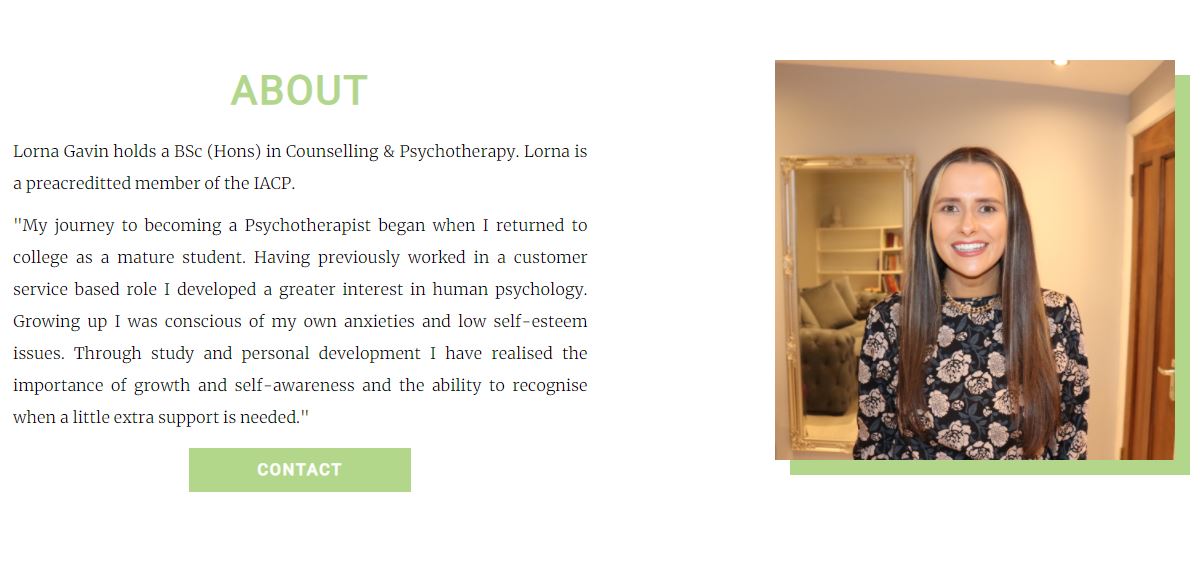 ABOUT
Lorna Gavin holds a BSc (Hons) in Counselling & Psychotherapy. Lorna is
a preacreditted member of the IACP.
"My journey to becoming a Psychotherapist began when I returned to
college as a mature student. Having previously worked in a customer
service based role I developed a greater interest in human psychology.
Growing up I was conscious of my own anxieties and low self-esteem
issues. Through study and personal development I have realised the
importance of growth and self-awareness and the ability to recognise
when a little extra support is needed."
CONTACT